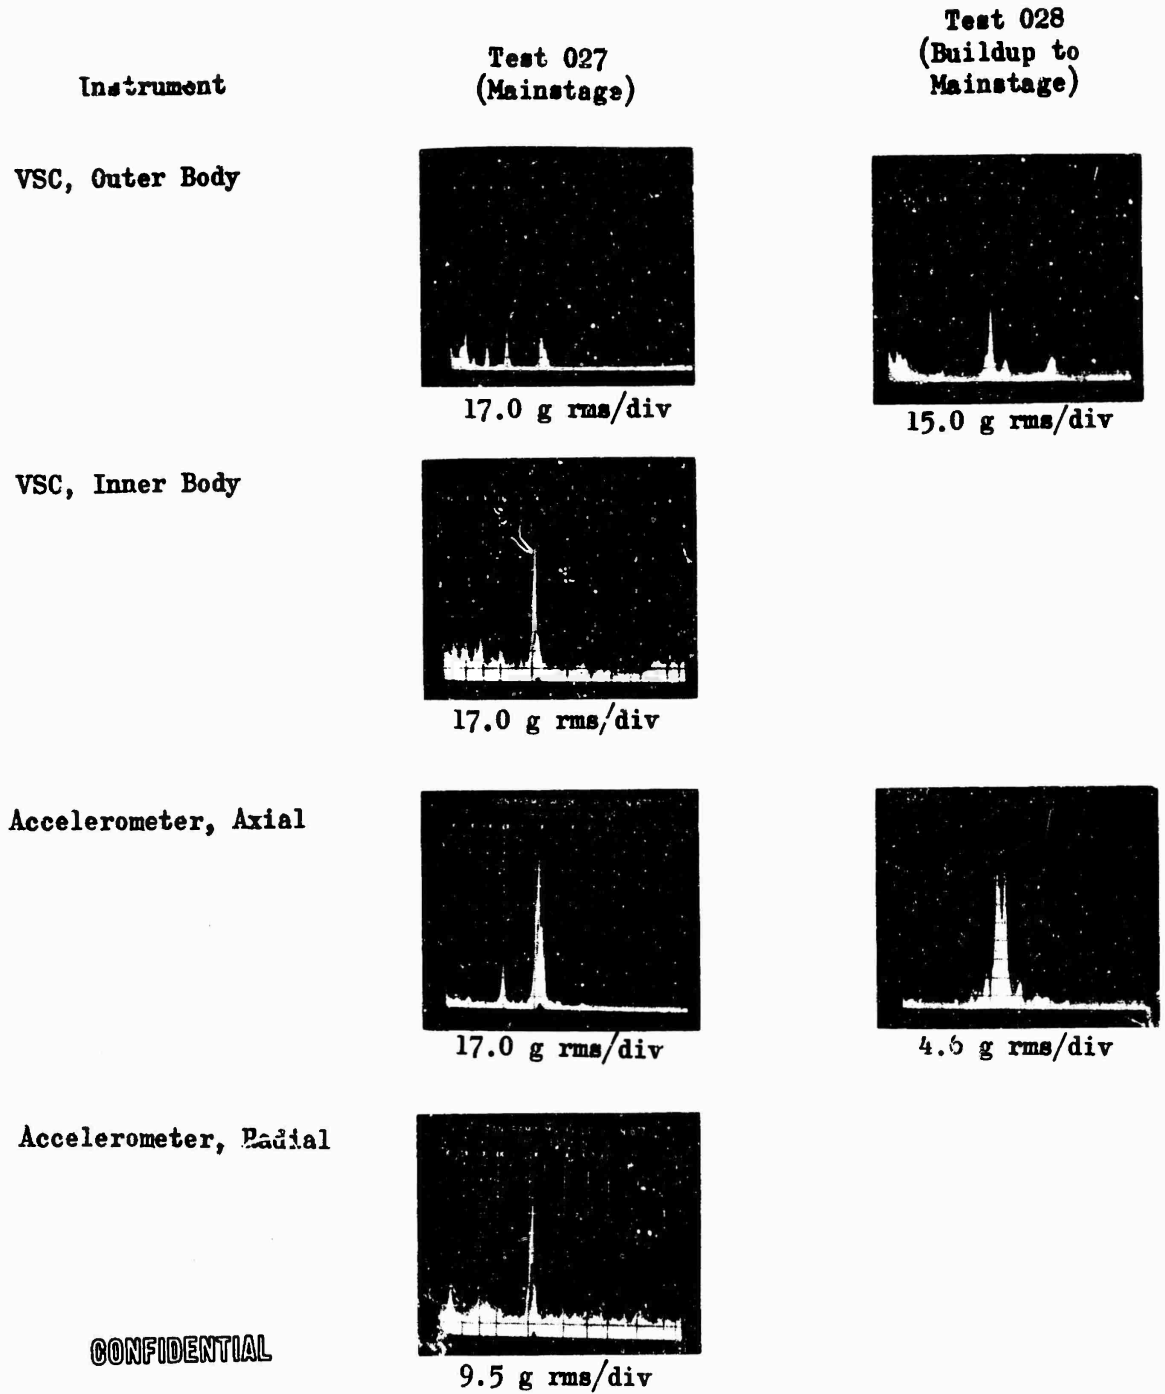 Instrument
Test 027
(Mainstage)
Test 028
(Buildup to
Mainstage)
VSC, Outer Body
17.0 g rms/div
15.0 g rms/div
VSC, Inner Body
17.0 g rms/div
Accelerometer, Axial
17.0 g rms/div
4.6 g rms/div
Accelerometer, Radial
9.5 g rms/div
CONFIDENTIAL